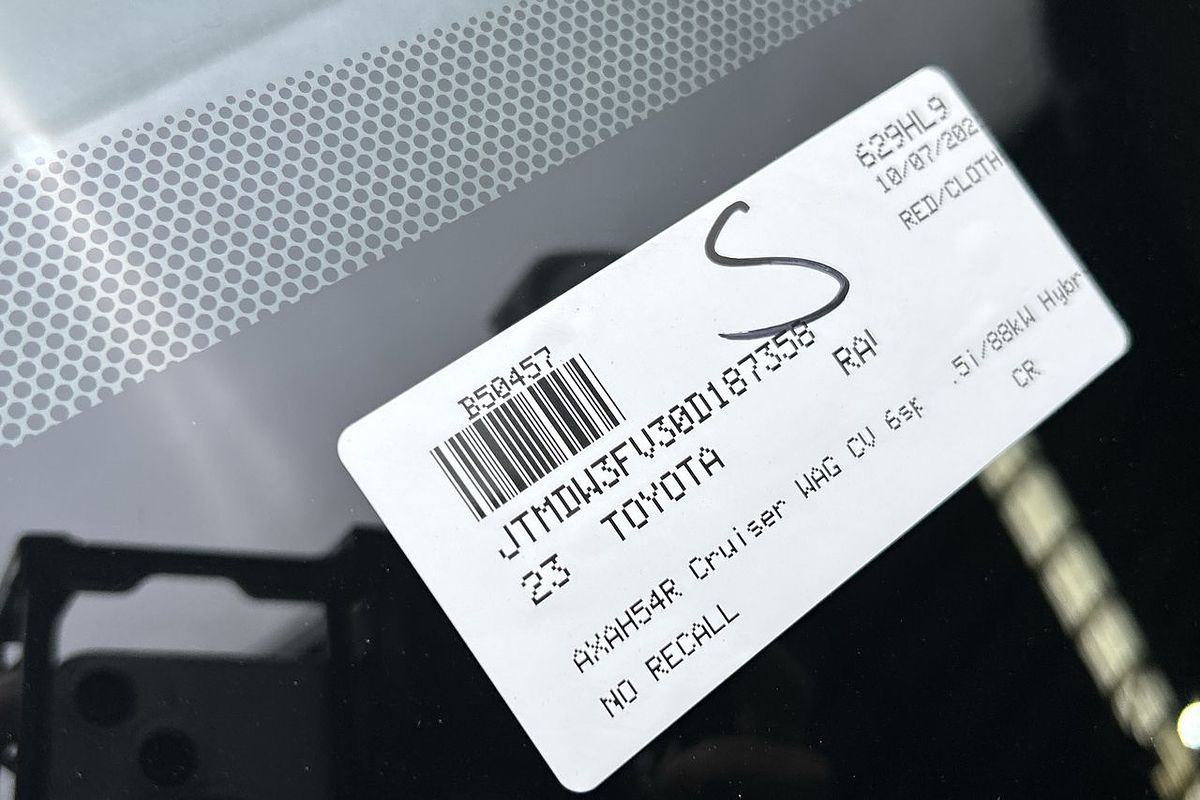 629HL9
10/07/202
RED/CLOTH
S
B50457
JTMDW3FV30D187358
23 TOYOTA RA
AXAH54R Cruiser WAG CV 6sp .5i/88kW Hybr
NO RECALL CR